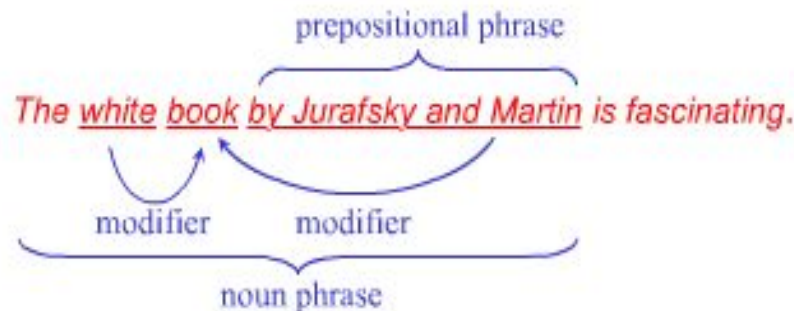 prepositional phrase
The white book by Jurafsky and Martin is fascinating.
modifier modifier
noun phrase